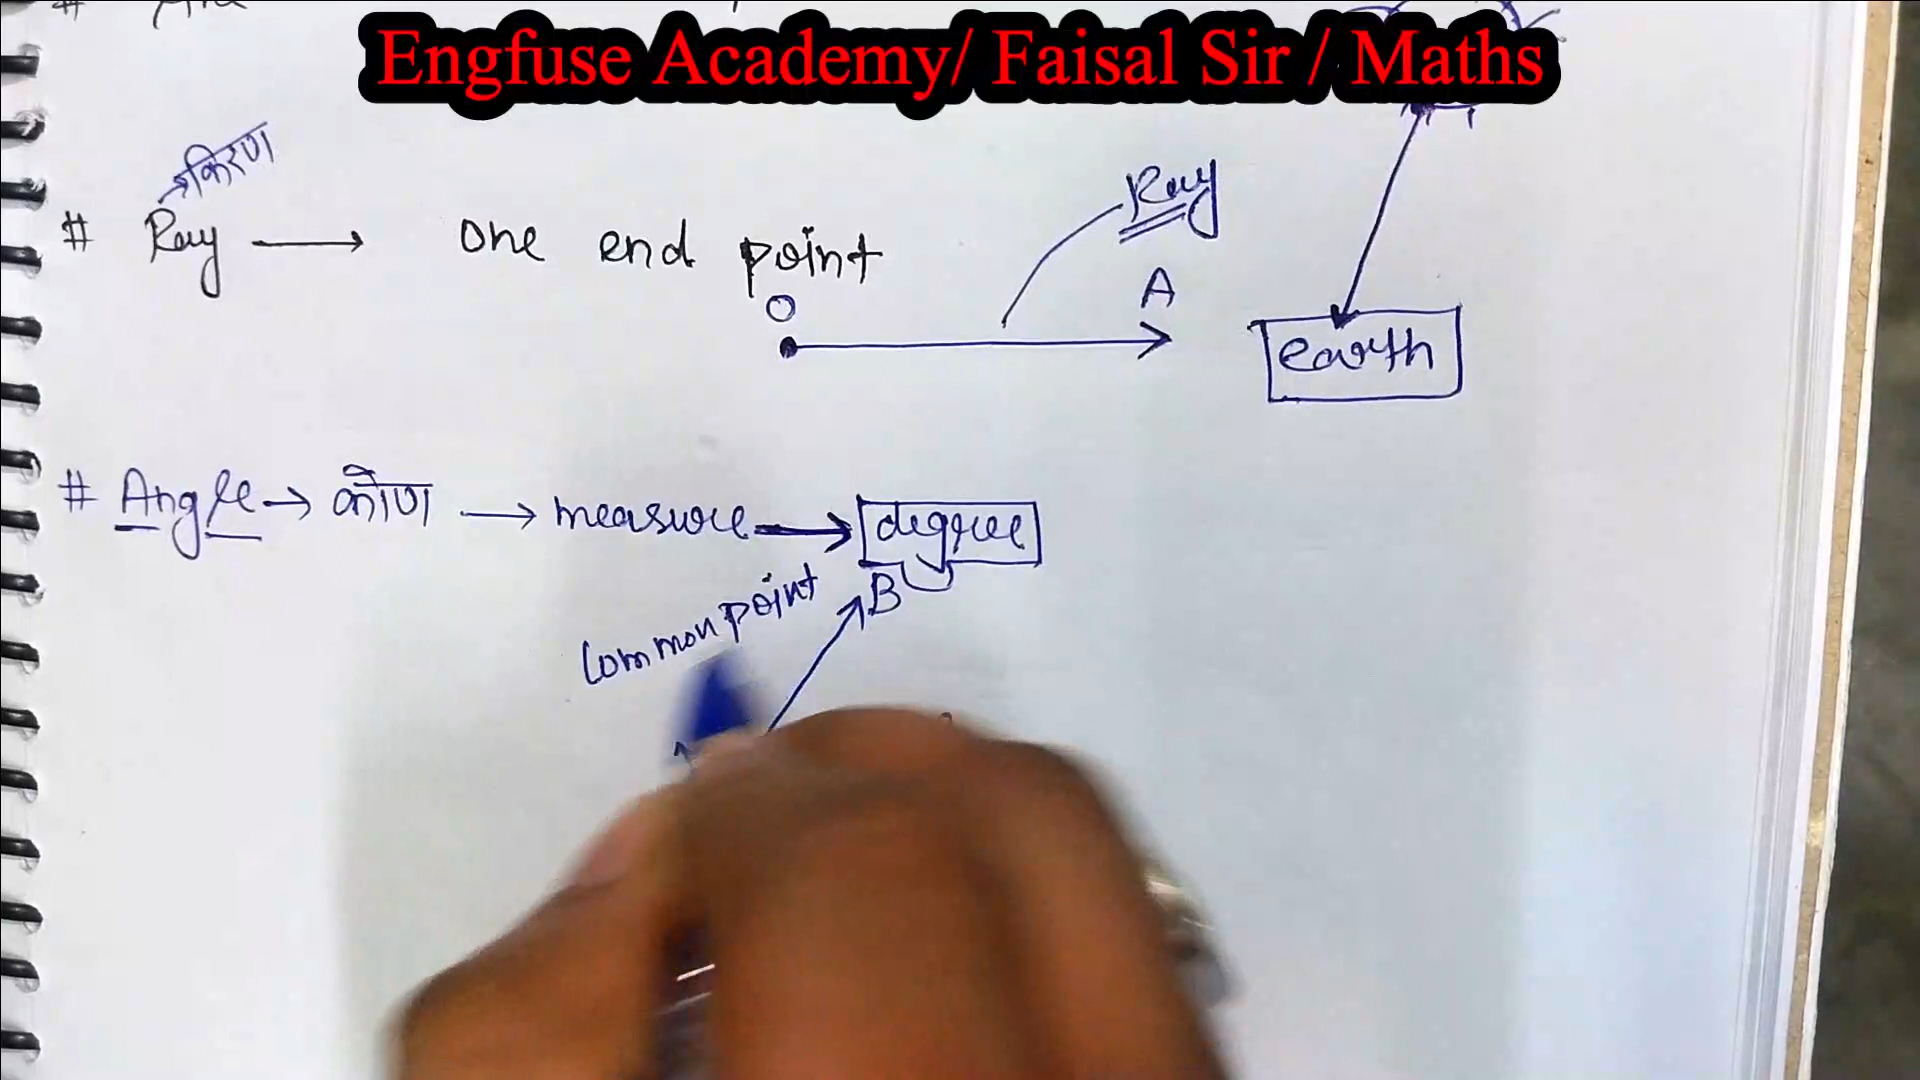 Engfuse Academy/ Faisal Sir / Maths
→ किरण
# Ray → one end point
Ray
O
A
earth
# Angle → कोण → measure → degree
B
Common point